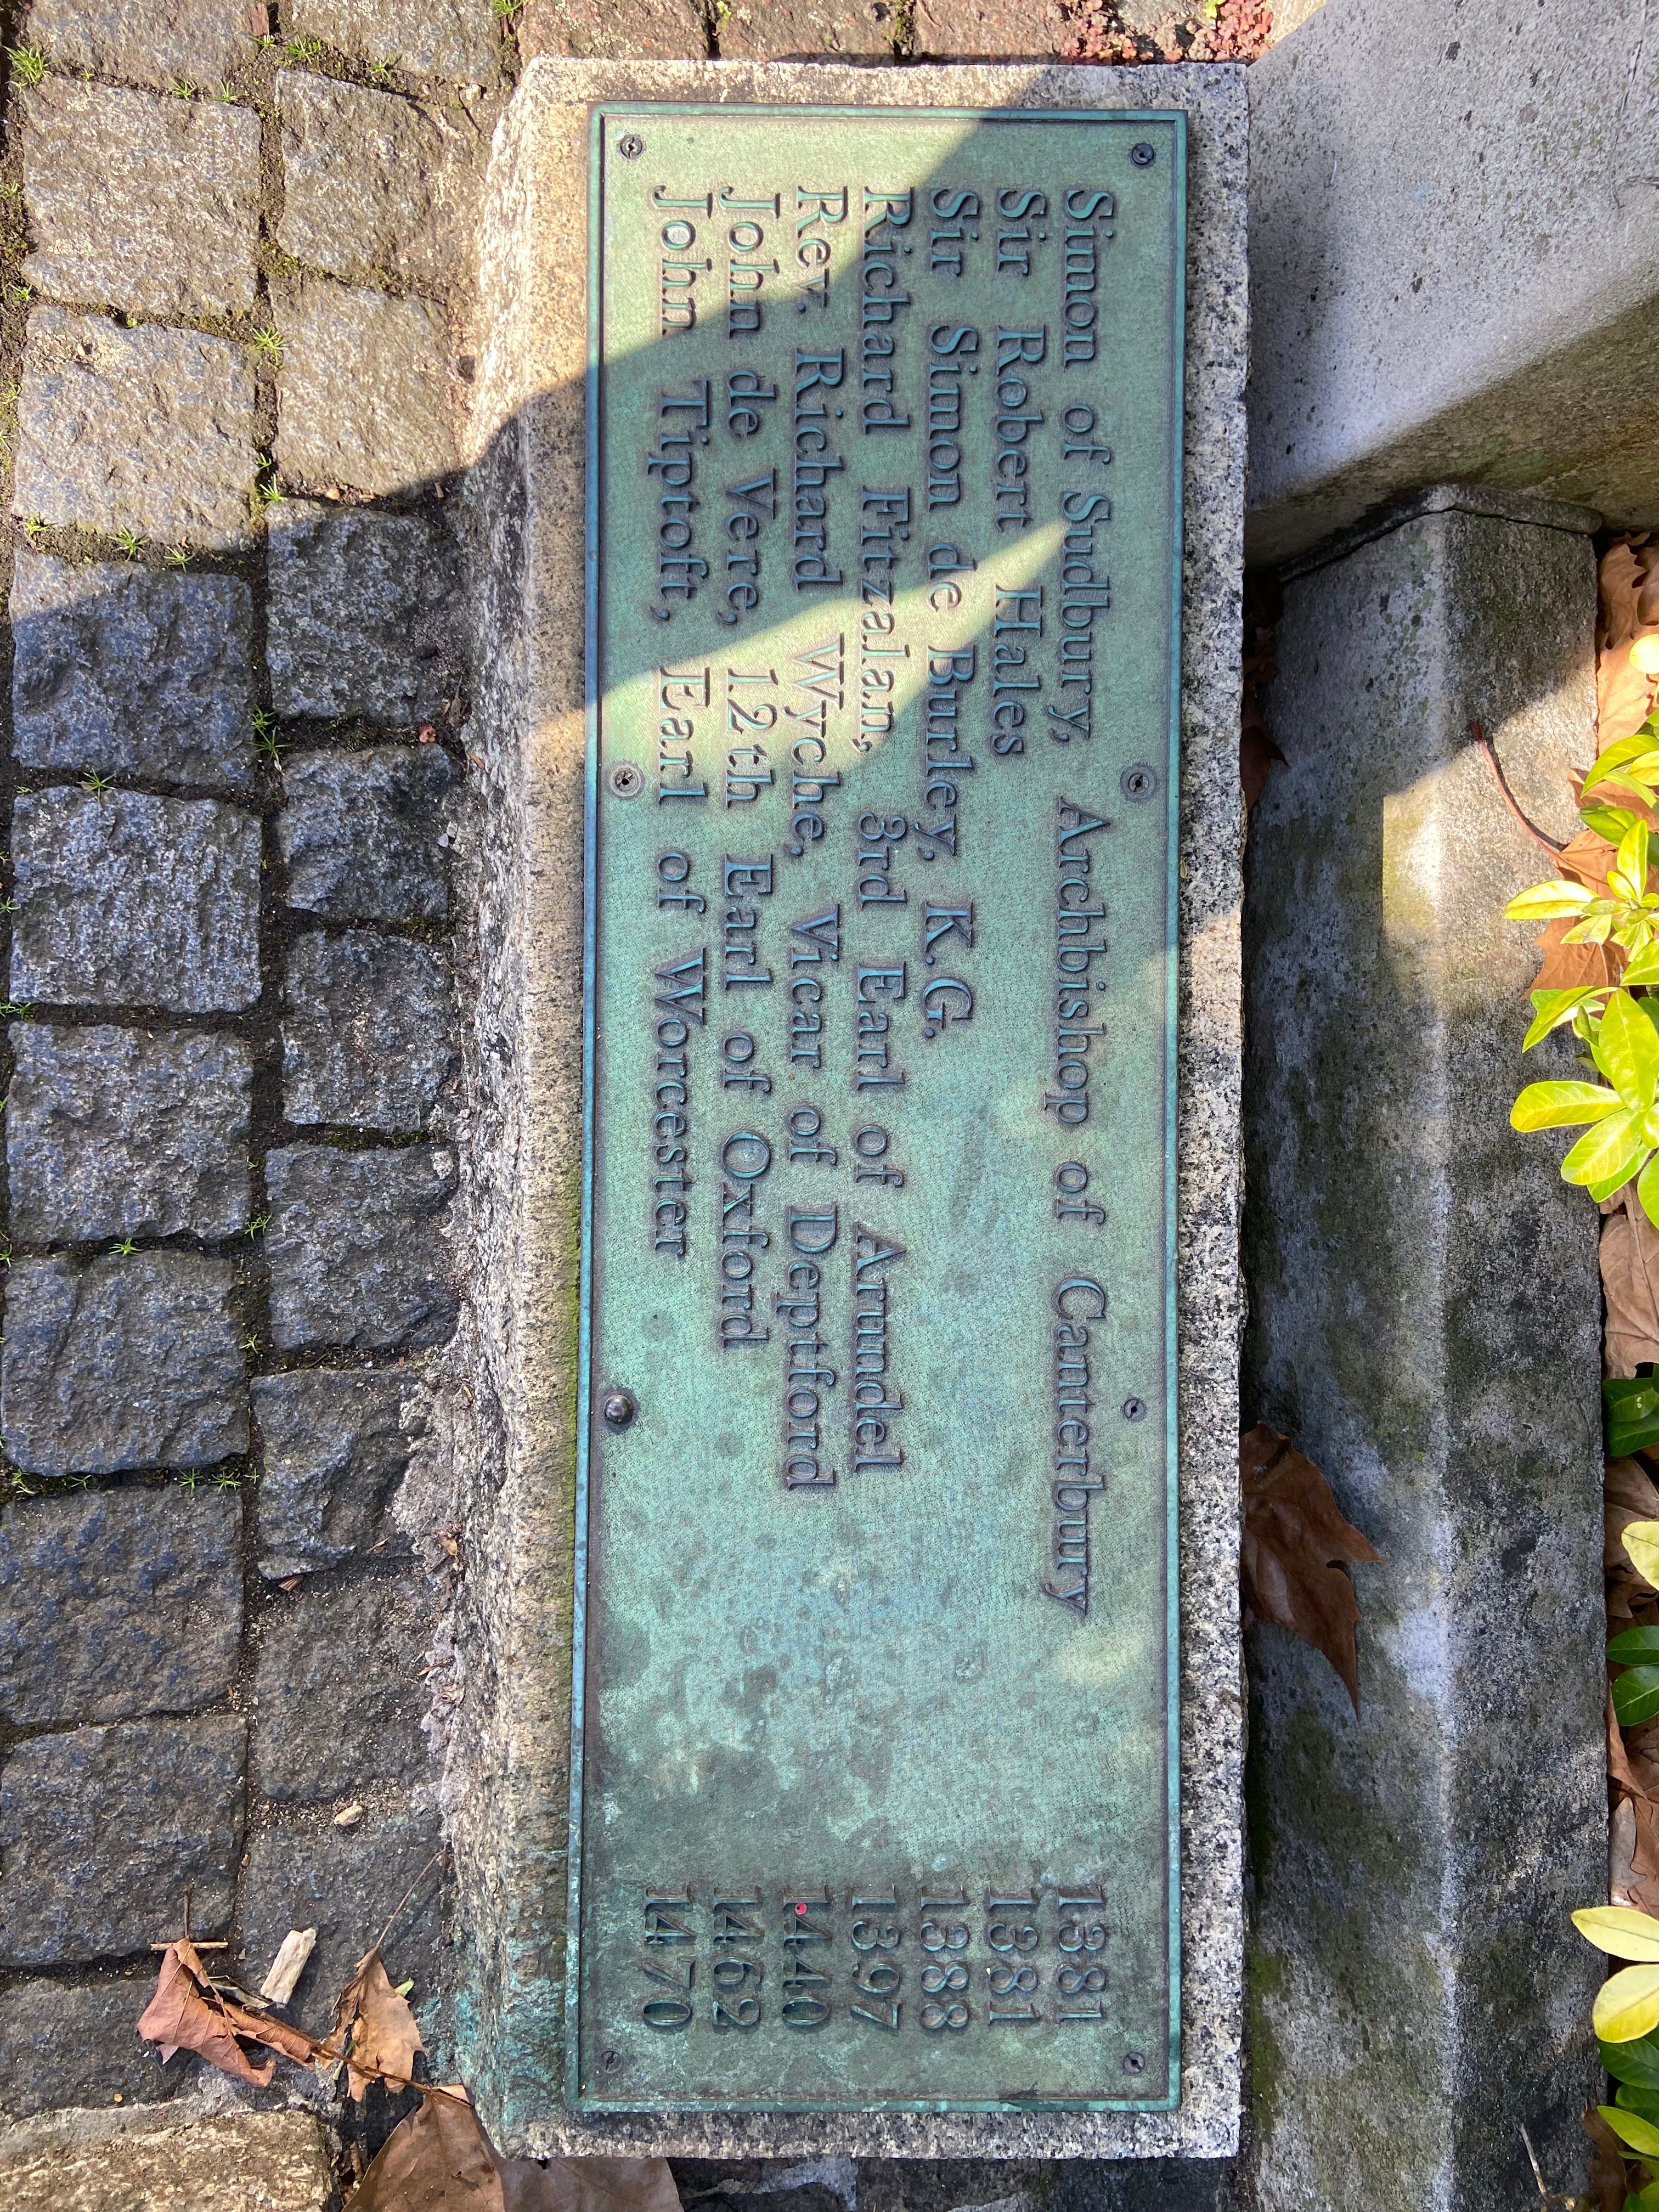 Simon of Sudbury, Archbishop of Canterbury 1381
Sir Robert Hales 1381
Sir Simon de Burley, K.G. 1388
Richard Fitzalan, 3rd Earl of Arundel 1397
Rev. Richard Wyche, Vicar of Deptford 1440
John de Vere, 12th Earl of Oxford 1462
John Tiptoft, Earl of Worcester 1470